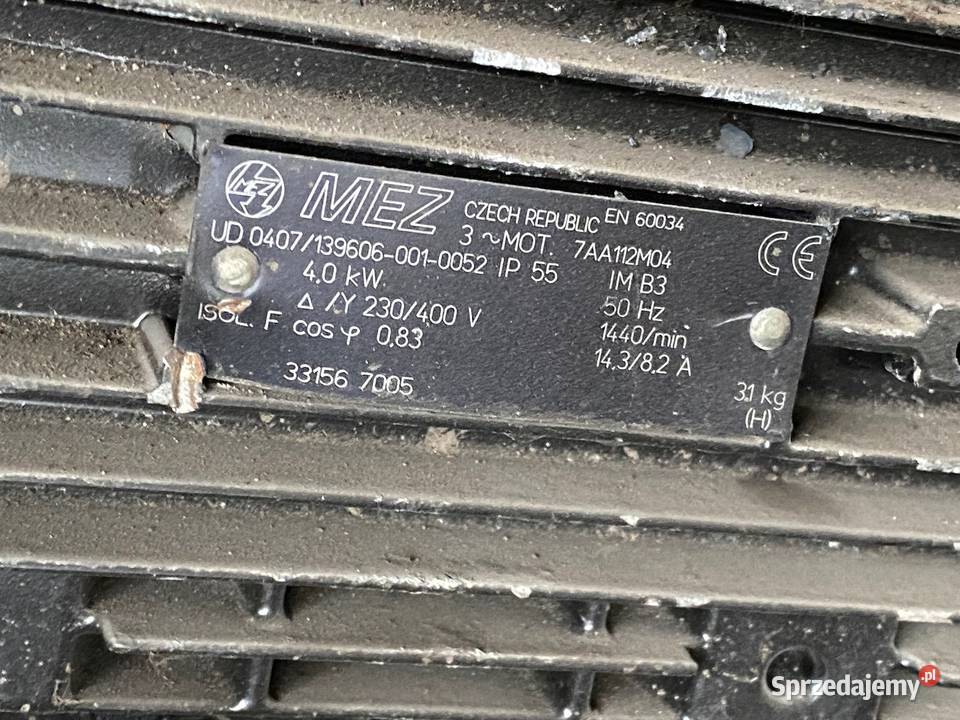 MEZ MEZ CZECH REPUBLIC EN 60034 CE
3 ~MOT. 7AA112M04
UD 0407/139606-001-0052 IP 55 IM B3
4.0 kW 50 Hz
Δ /Y 230/400 V 1440/min
ISOL. F cos φ 0.83 14.3/8.2 A
33156 7005 31 kg
(H)
Sprzedajemy.pl